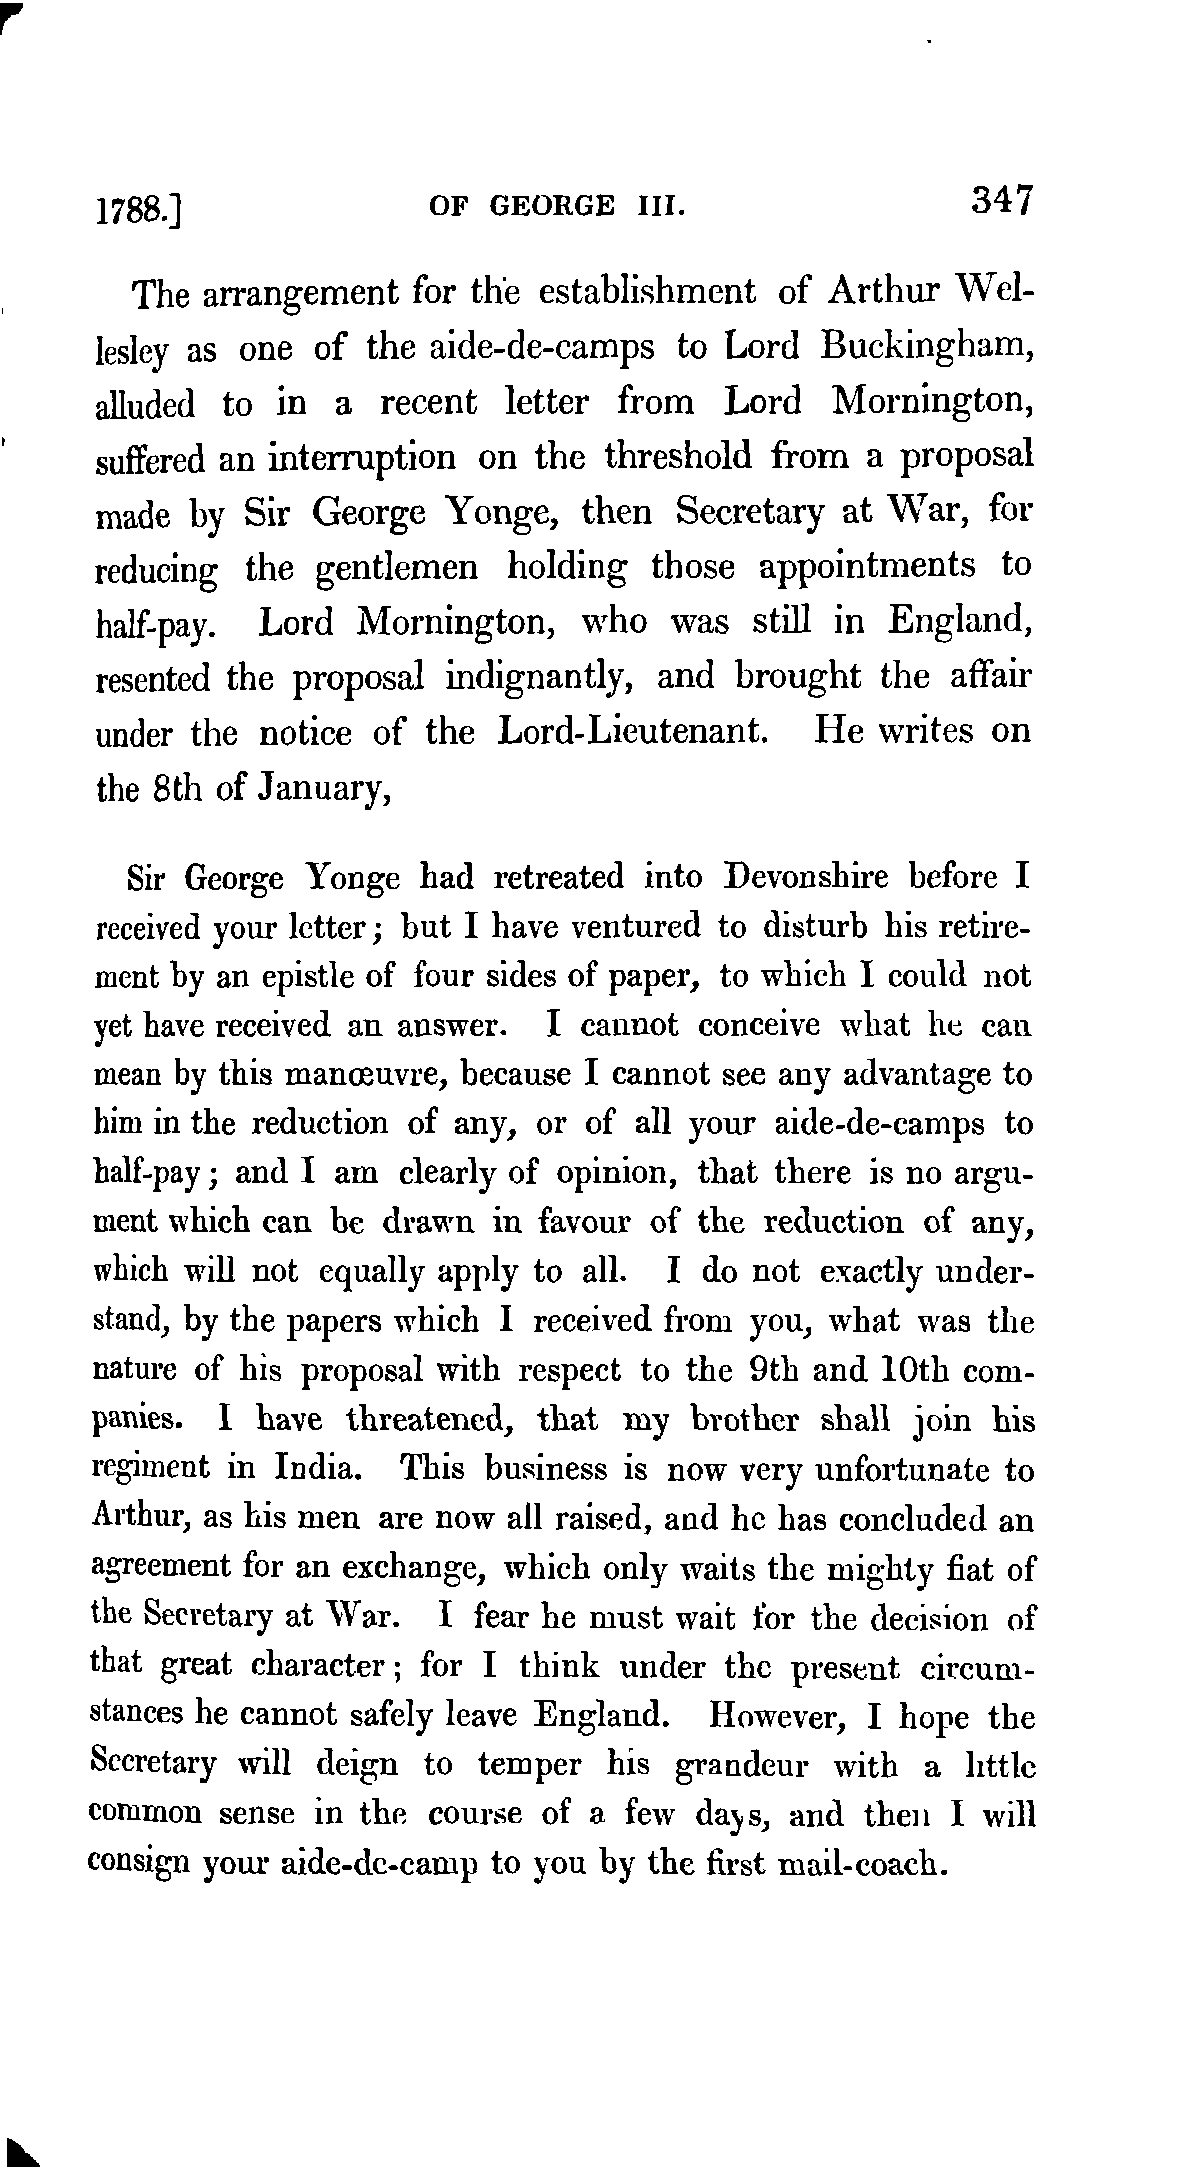 1788.] OF GEORGE III. 347
The arrangement for the establishment of Arthur Wel-
lesley as one of the aide-de-camps to Lord Buckingham,
alluded to in a recent letter from Lord Mornington,
suffered an interruption on the threshold from a proposal
made by Sir George Yonge, then Secretary at War, for
reducing the gentlemen holding those appointments to
half-pay. Lord Mornington, who was still in England,
resented the proposal indignantly, and brought the affair
under the notice of the Lord-Lieutenant. He writes on
the 8th of January,
Sir George Yonge had retreated into Devonshire before I
received your letter; but I have ventured to disturb his retire-
ment by an epistle of four sides of paper, to which I could not
yet have received an answer. I cannot conceive what he can
mean by this manœuvre, because I cannot see any advantage to
him in the reduction of any, or of all your aide-de-camps to
half-pay; and I am clearly of opinion, that there is no argu-
ment which can be drawn in favour of the reduction of any,
which will not equally apply to all. I do not exactly under-
stand, by the papers which I received from you, what was the
nature of his proposal with respect to the 9th and 10th com-
panies. I have threatened, that my brother shall join his
regiment in India. This business is now very unfortunate to
Arthur, as his men are now all raised, and he has concluded an
agreement for an exchange, which only waits the mighty fiat of
the Secretary at War. I fear he must wait for the decision of
that great character; for I think under the present circum-
stances he cannot safely leave England. However, I hope the
Secretary will deign to temper his grandeur with a little
common sense in the course of a few days, and then I will
consign your aide-de-camp to you by the first mail-coach.